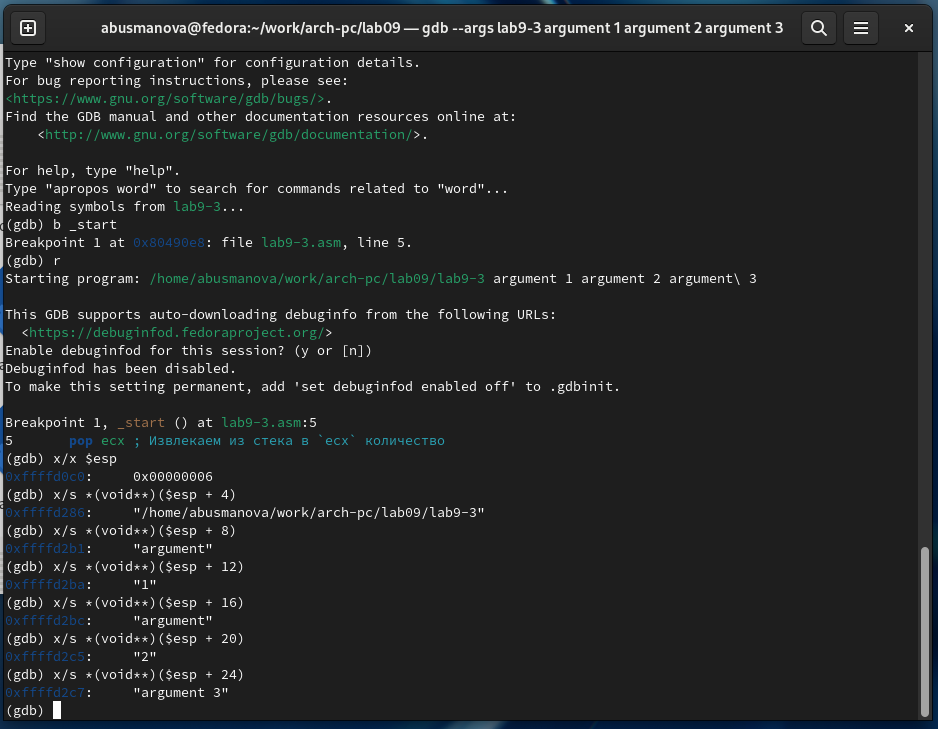 abusmanova@fedora:~/work/arch-pc/lab09 — gdb --args lab9-3 argument 1 argument 2 argument 3
Type "show configuration" for configuration details.
For bug reporting instructions, please see:
<https://www.gnu.org/software/gdb/bugs/>.
Find the GDB manual and other documentation resources online at:
    <http://www.gnu.org/software/gdb/documentation/>.

For help, type "help".
Type "apropos word" to search for commands related to "word"...
Reading symbols from lab9-3...
(gdb) b _start
Breakpoint 1 at 0x80490e8: file lab9-3.asm, line 5.
(gdb) r
Starting program: /home/abusmanova/work/arch-pc/lab09/lab9-3 argument 1 argument 2 argument\ 3

This GDB supports auto-downloading debuginfo from the following URLs:
  <https://debuginfod.fedoraproject.org/>
Enable debuginfod for this session? (y or [n])
Debuginfod has been disabled.
To make this setting permanent, add 'set debuginfod enabled off' to .gdbinit.

Breakpoint 1, _start () at lab9-3.asm:5
5       pop ecx ; Извлекаем из стека в `ecx` количество
(gdb) x/x $esp
0xffffd0c0:     0x00000006
(gdb) x/s *(void**)($esp + 4)
0xffffd286:     "/home/abusmanova/work/arch-pc/lab09/lab9-3"
(gdb) x/s *(void**)($esp + 8)
0xffffd2b1:     "argument"
(gdb) x/s *(void**)($esp + 12)
0xffffd2ba:     "1"
(gdb) x/s *(void**)($esp + 16)
0xffffd2bc:     "argument"
(gdb) x/s *(void**)($esp + 20)
0xffffd2c5:     "2"
(gdb) x/s *(void**)($esp + 24)
0xffffd2c7:     "argument 3"
(gdb)